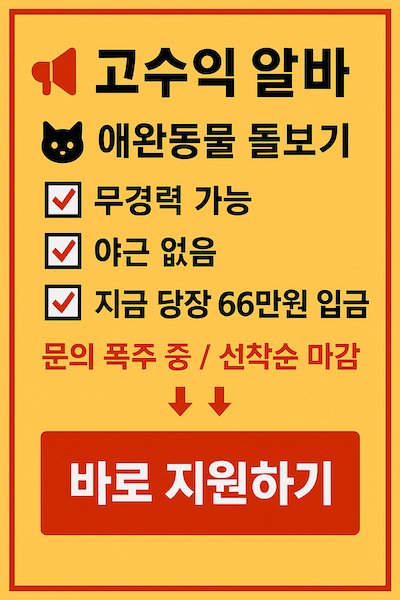 고수익 알바
애완동물 돌보기
무경력 가능
야근 없음
지금 당장 66만원 입금
문의 폭주 중 / 선착순 마감
바로 지원하기